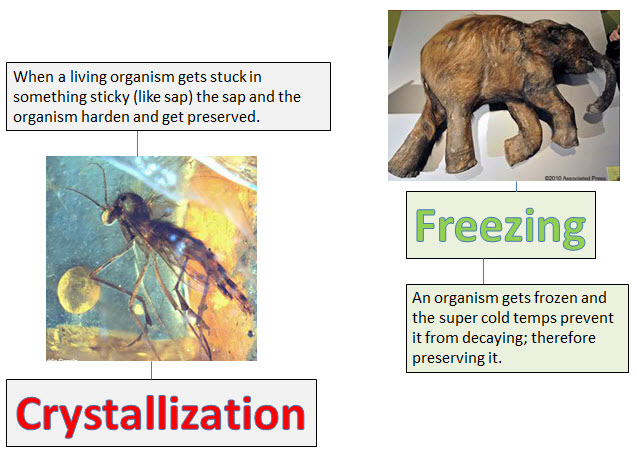 When a living organism gets stuck in
something sticky (like sap) the sap and the
organism harden and get preserved.
Crystallization
©2010 Associated Press
Freezing
An organism gets frozen and
the super cold temps prevent
it from decaying; therefore
preserving it.